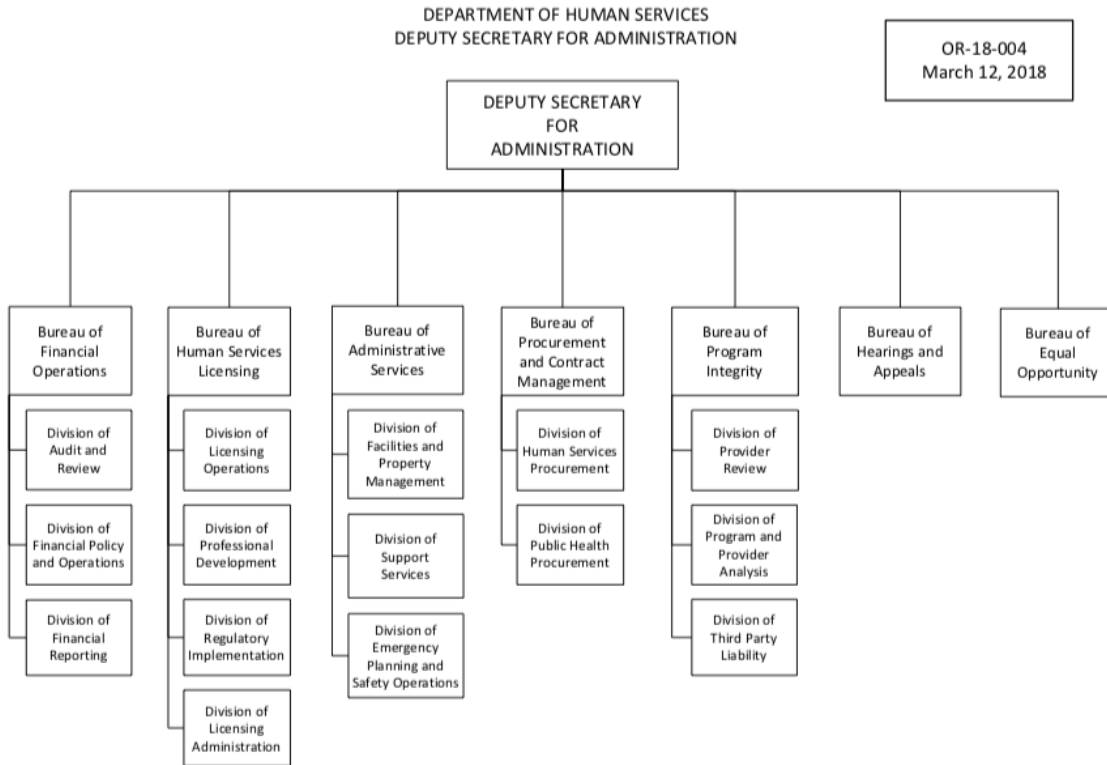 DEPARTMENT OF HUMAN SERVICES
DEPUTY SECRETARY FOR ADMINISTRATION
OR-18-004
March 12, 2018
DEPUTY SECRETARY
FOR
ADMINISTRATION
Bureau of
Financial
Operations
Division of
Audit and
Review
Division of
Financial Policy
and Operations
Division of
Financial
Reporting
Bureau of
Human Services
Licensing
Division of
Licensing
Operations
Division of
Professional
Development
Division of
Regulatory
Implementation
Division of
Licensing
Administration
Bureau of
Administrative
Services
Division of
Facilities and
Property
Management
Division of
Support
Services
Division of
Emergency
Planning and
Safety Operations
Bureau of
Procurement
and Contract
Management
Division of
Human Services
Procurement
Division of
Public Health
Procurement
Bureau of
Program
Integrity
Division of
Provider
Review
Division of
Program and
Provider
Analysis
Division of
Third Party
Liability
Bureau of
Hearings and
Appeals
Bureau of
Equal
Opportunity